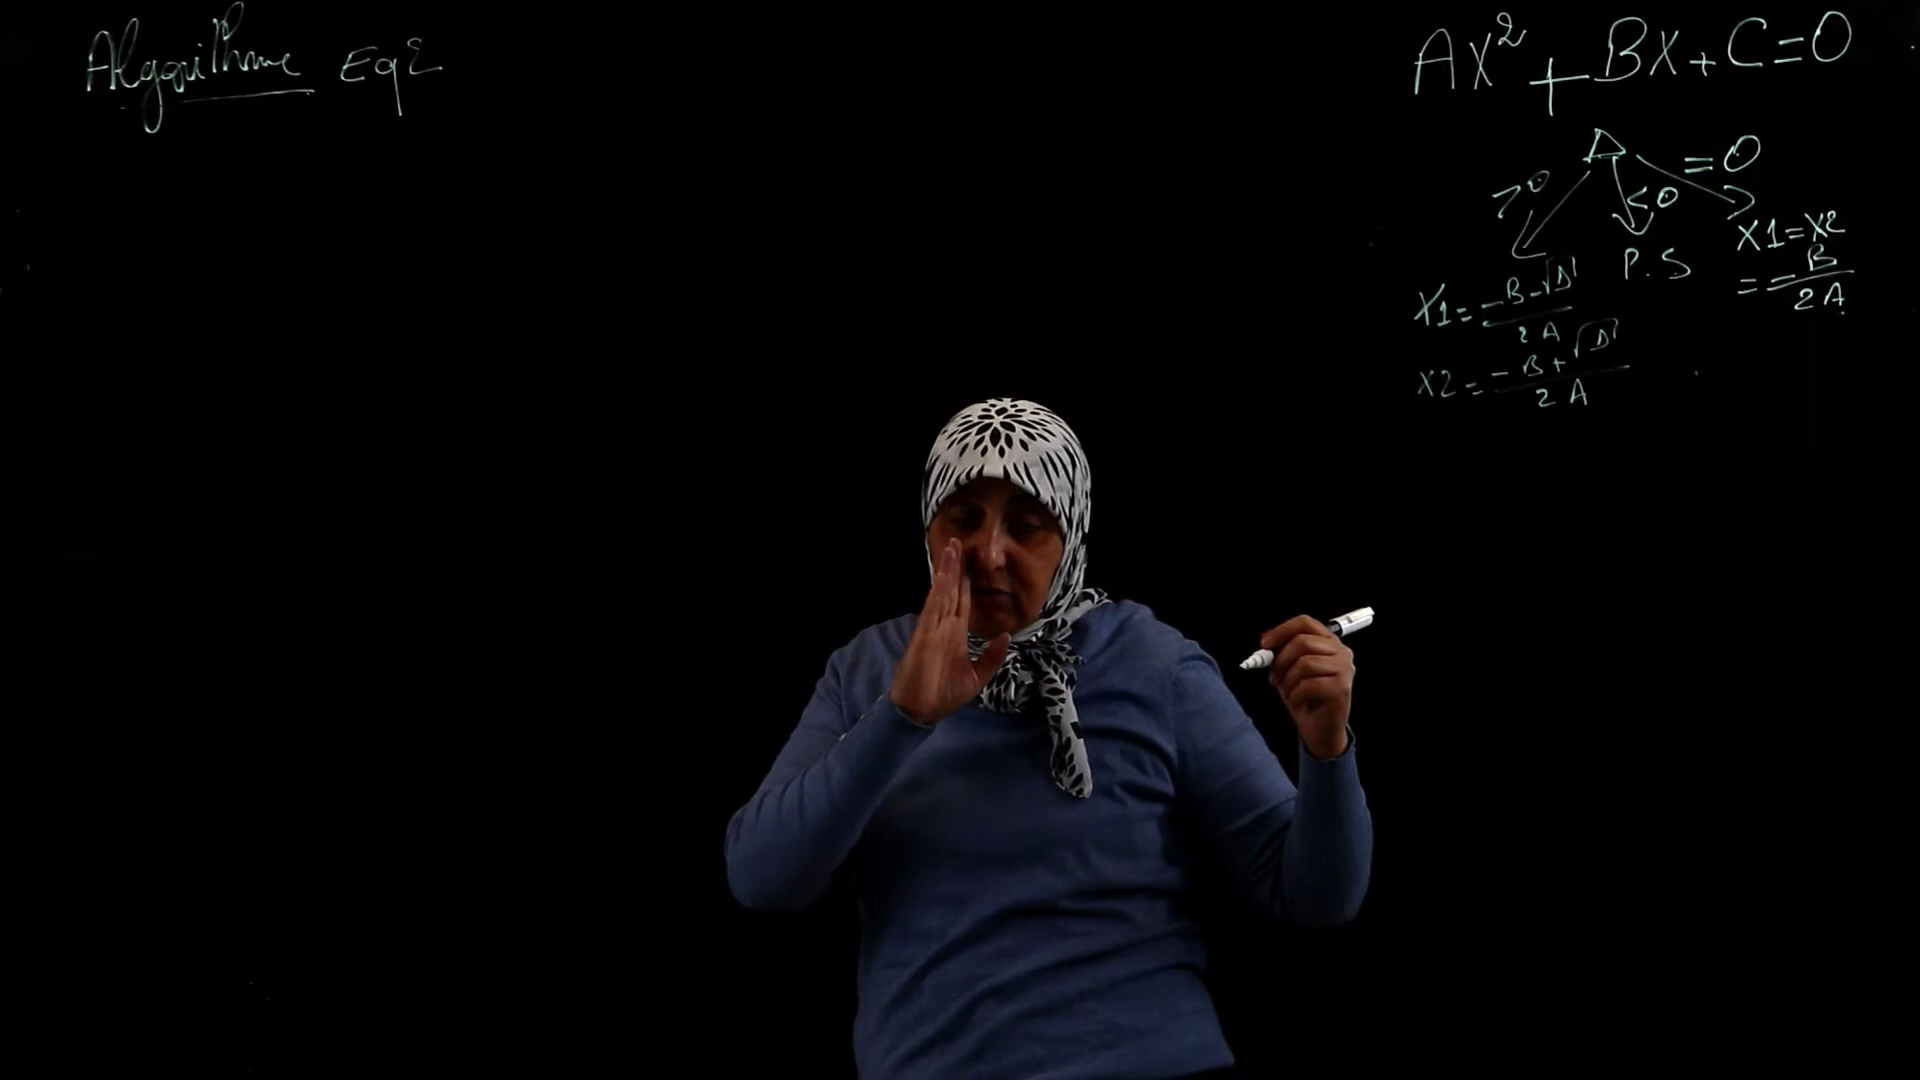 Algorithme Eq2
AX² + BX + C = 0
Δ
>0 <0 =0
X1 = (-B-√Δ)/2A
X2 = (-B+√Δ)/2A
P.S
X1=X2
= -B/2A